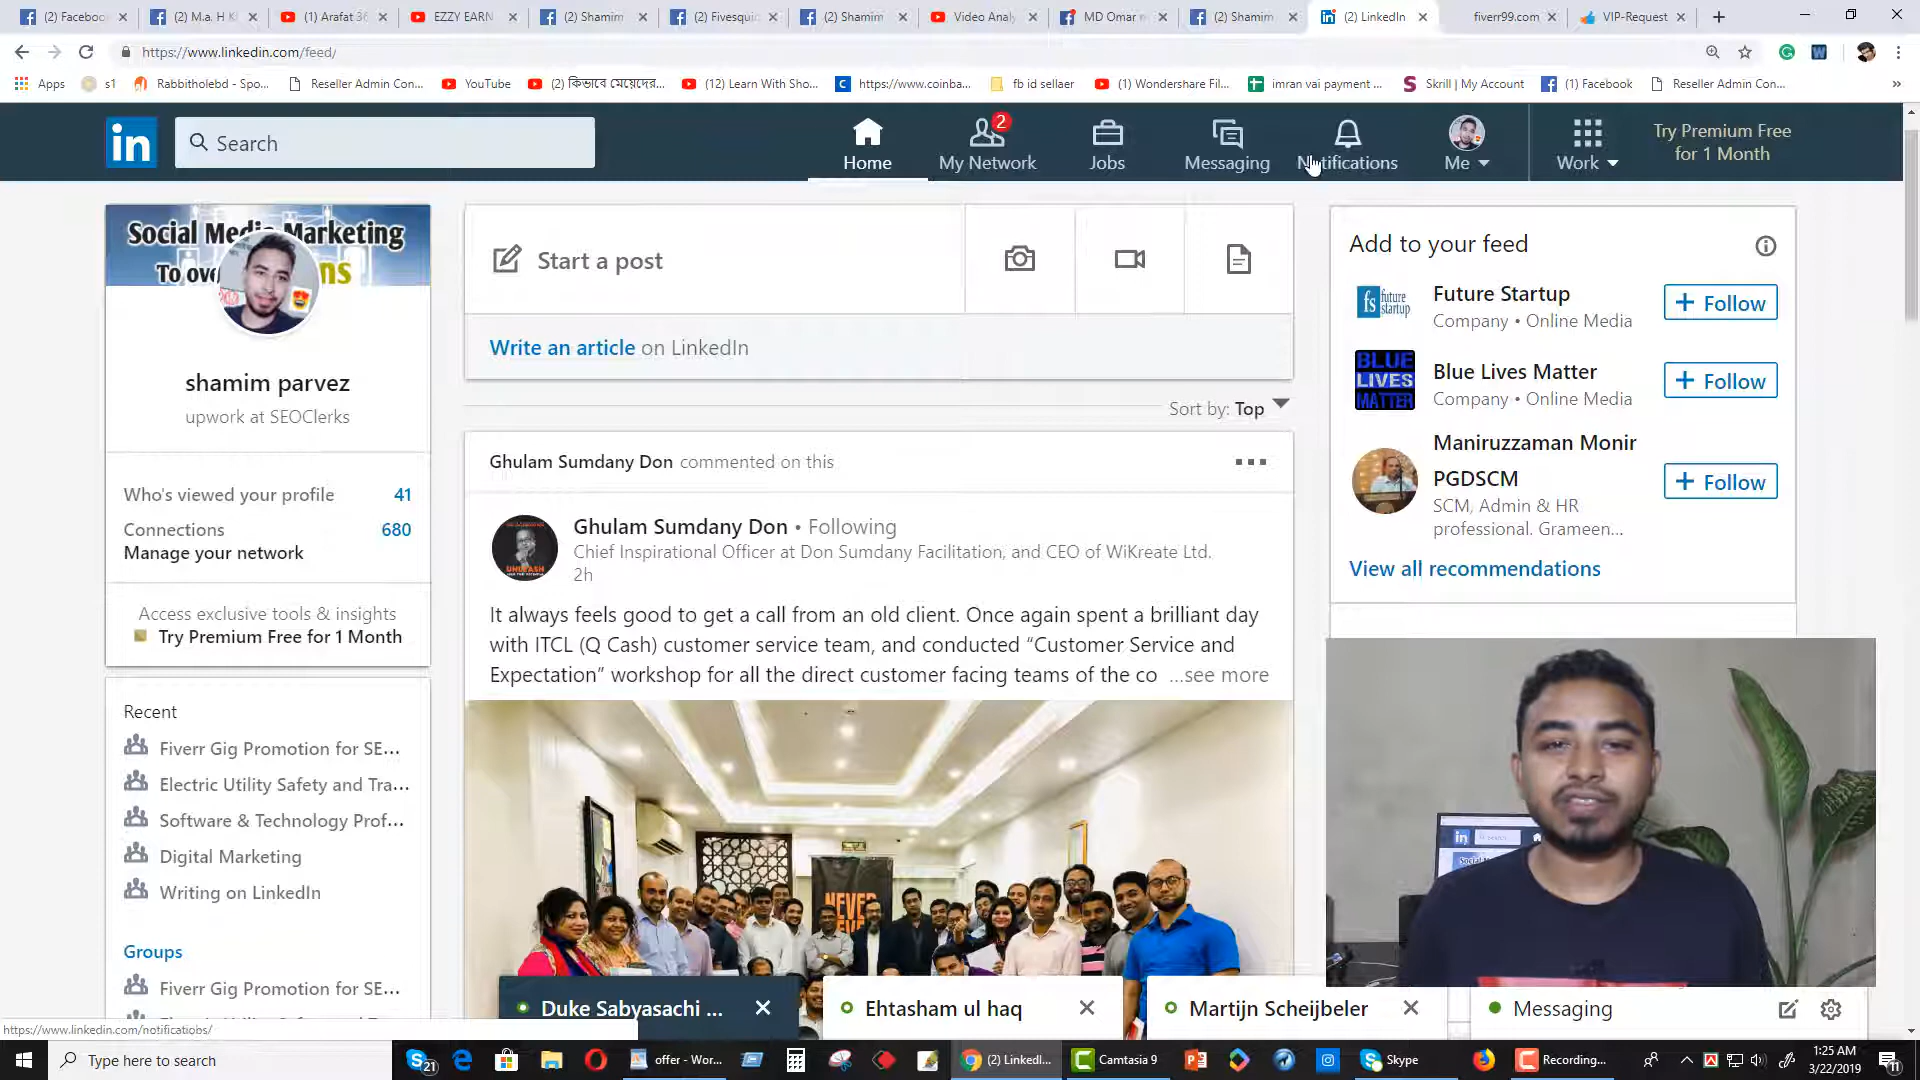 (2) Faceboo
(2) M.a. H K
(1) Arafat 36
EZZY EARN
(2) Shamim
(2) Fivesqui
(2) Shamim
Video Analy
MD Omar
(2) Shamim
(2) LinkedIn
fiverr99.com
VIP-Request
https://www.linkedin.com/feed/
Apps
s1
Rabbitholebd - Spo...
Reseller Admin Con...
YouTube
(2) কিভাবে মেয়েদের...
(12) Learn With Sho...
https://www.coinba...
fb id sellaer
(1) Wondershare Fil...
imran vai payment ...
Skrill | My Account
(1) Facebook
Reseller Admin Con...
in
Search
Home
2
My Network
Jobs
Messaging
Notifications
Me
Work
Try Premium Free
for 1 Month
Social Media Marketing
shamim parvez
upwork at SEOClerks
Who's viewed your profile 41
Connections 680
Manage your network
Access exclusive tools & insights
Try Premium Free for 1 Month
Recent
Fiverr Gig Promotion for SE...
Electric Utility Safety and Tra...
Software & Technology Prof...
Digital Marketing
Writing on LinkedIn
Groups
Fiverr Gig Promotion for SE...
Start a post
Write an article on LinkedIn
Sort by: Top
Ghulam Sumdany Don commented on this
Ghulam Sumdany Don • Following
Chief Inspirational Officer at Don Sumdany Facilitation, and CEO of WiKreate Ltd.
2h
It always feels good to get a call from an old client. Once again spent a brilliant day
with ITCL (Q Cash) customer service team, and conducted “Customer Service and
Expectation” workshop for all the direct customer facing teams of the co ...see more
NEVER
Add to your feed
fs future
startup
Future Startup
Company • Online Media
+ Follow
BLUE
LIVES
MATTER
Blue Lives Matter
Company • Online Media
+ Follow
Maniruzzaman Monir
PGDSCM
SCM, Admin & HR
professional. Grameen...
+ Follow
View all recommendations
Duke Sabyasachi ...
Ehtasham ul haq
Martijn Scheijbeler
Messaging
https://www.linkedin.com/notifications/
Type here to search
21
offer - Wor...
(2) LinkedI...
Camtasia 9
Skype
Recording...
1:25 AM
3/22/2019
11